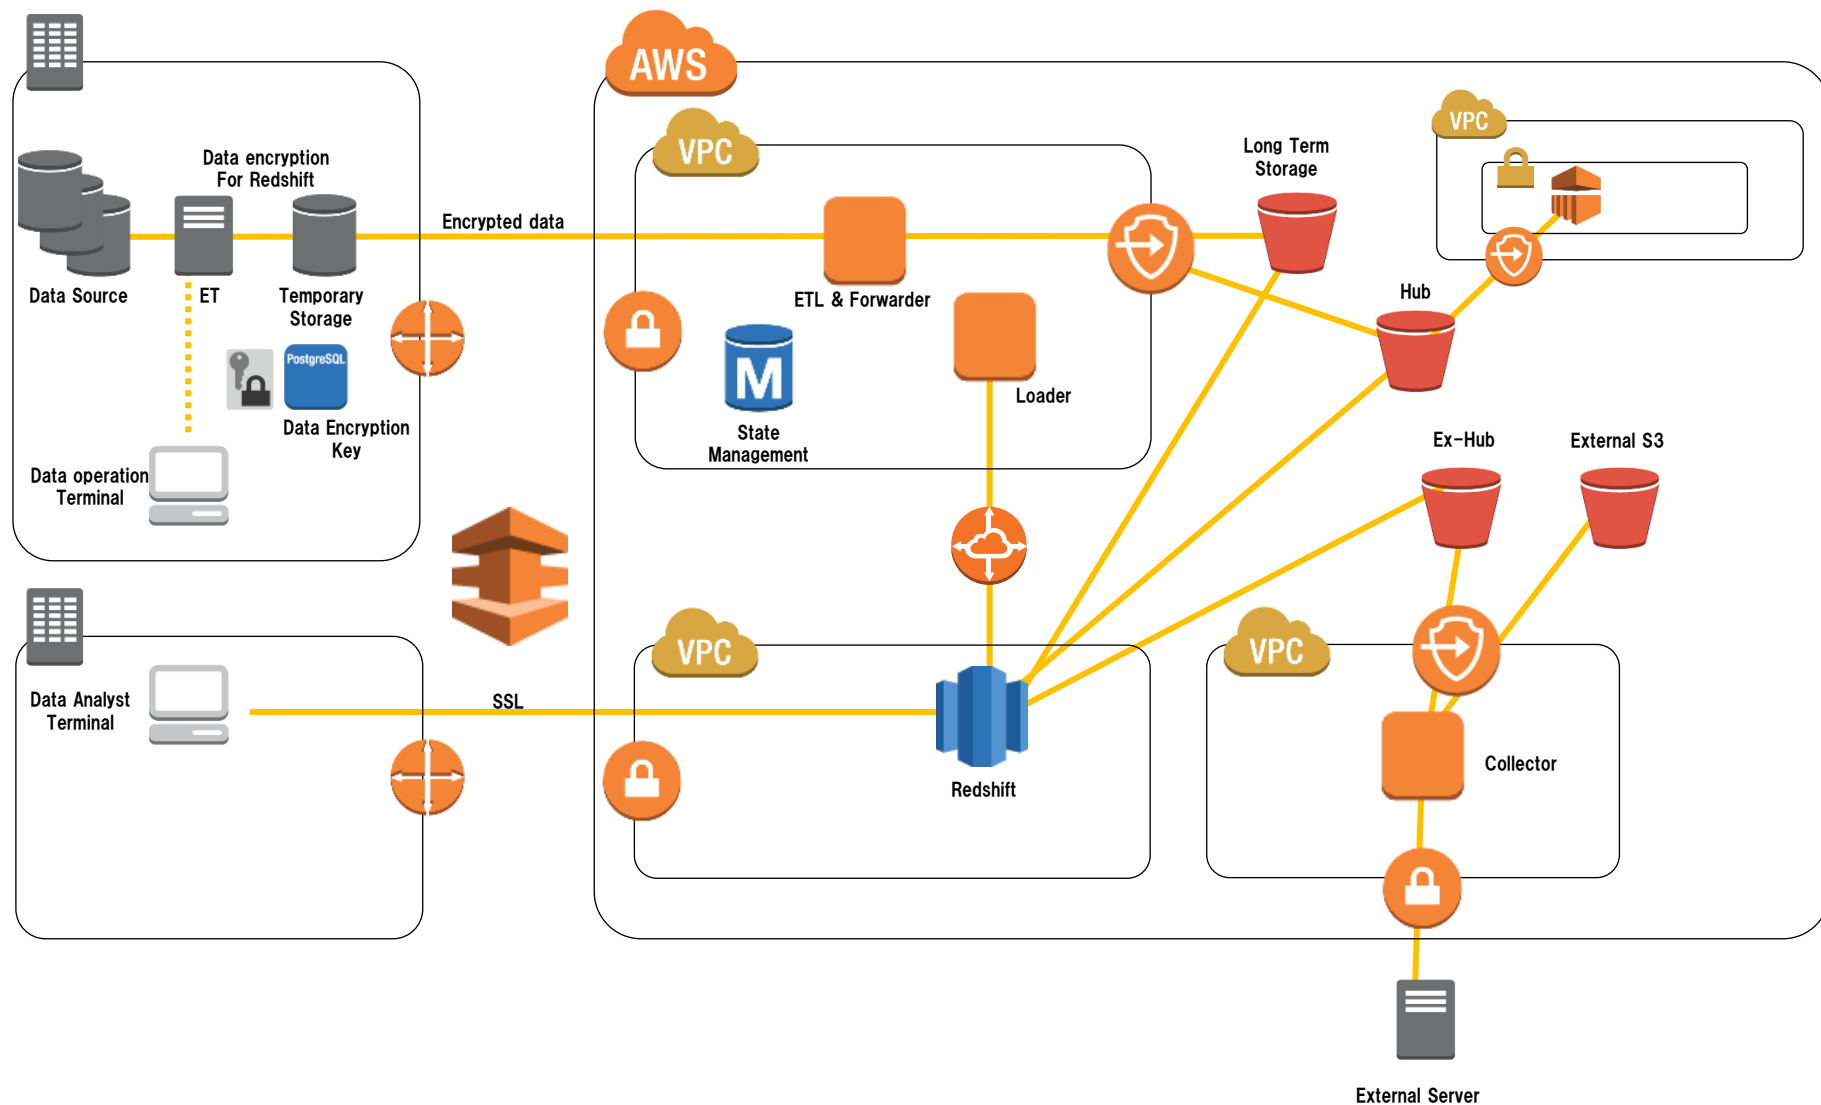 AWS
VPC
VPC
Long Term
Storage
Data encryption
For Redshift
Encrypted data
Data Source
ET
Temporary
Storage
ETL & Forwarder
Hub
PostgreSQL
M
Loader
Data Encryption
Key
State
Management
Ex-Hub
External S3
Data operation
Terminal
VPC
VPC
Data Analyst
Terminal
SSL
Redshift
Collector
External Server